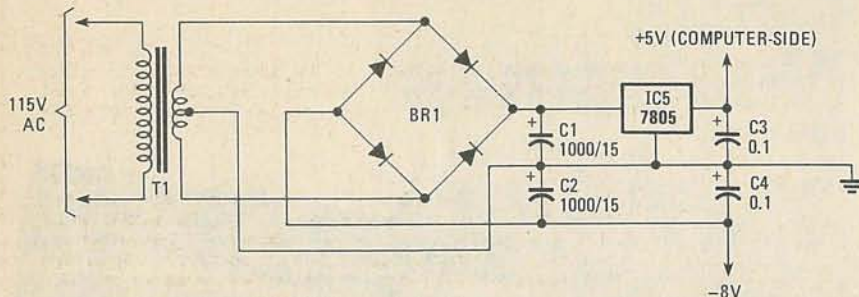 +5V (COMPUTER-SIDE)
115V
AC
T1
BR1
IC5
7805
+
C1
1000/15
+
C2
1000/15
+
C3
0.1
+
C4
0.1
–8V